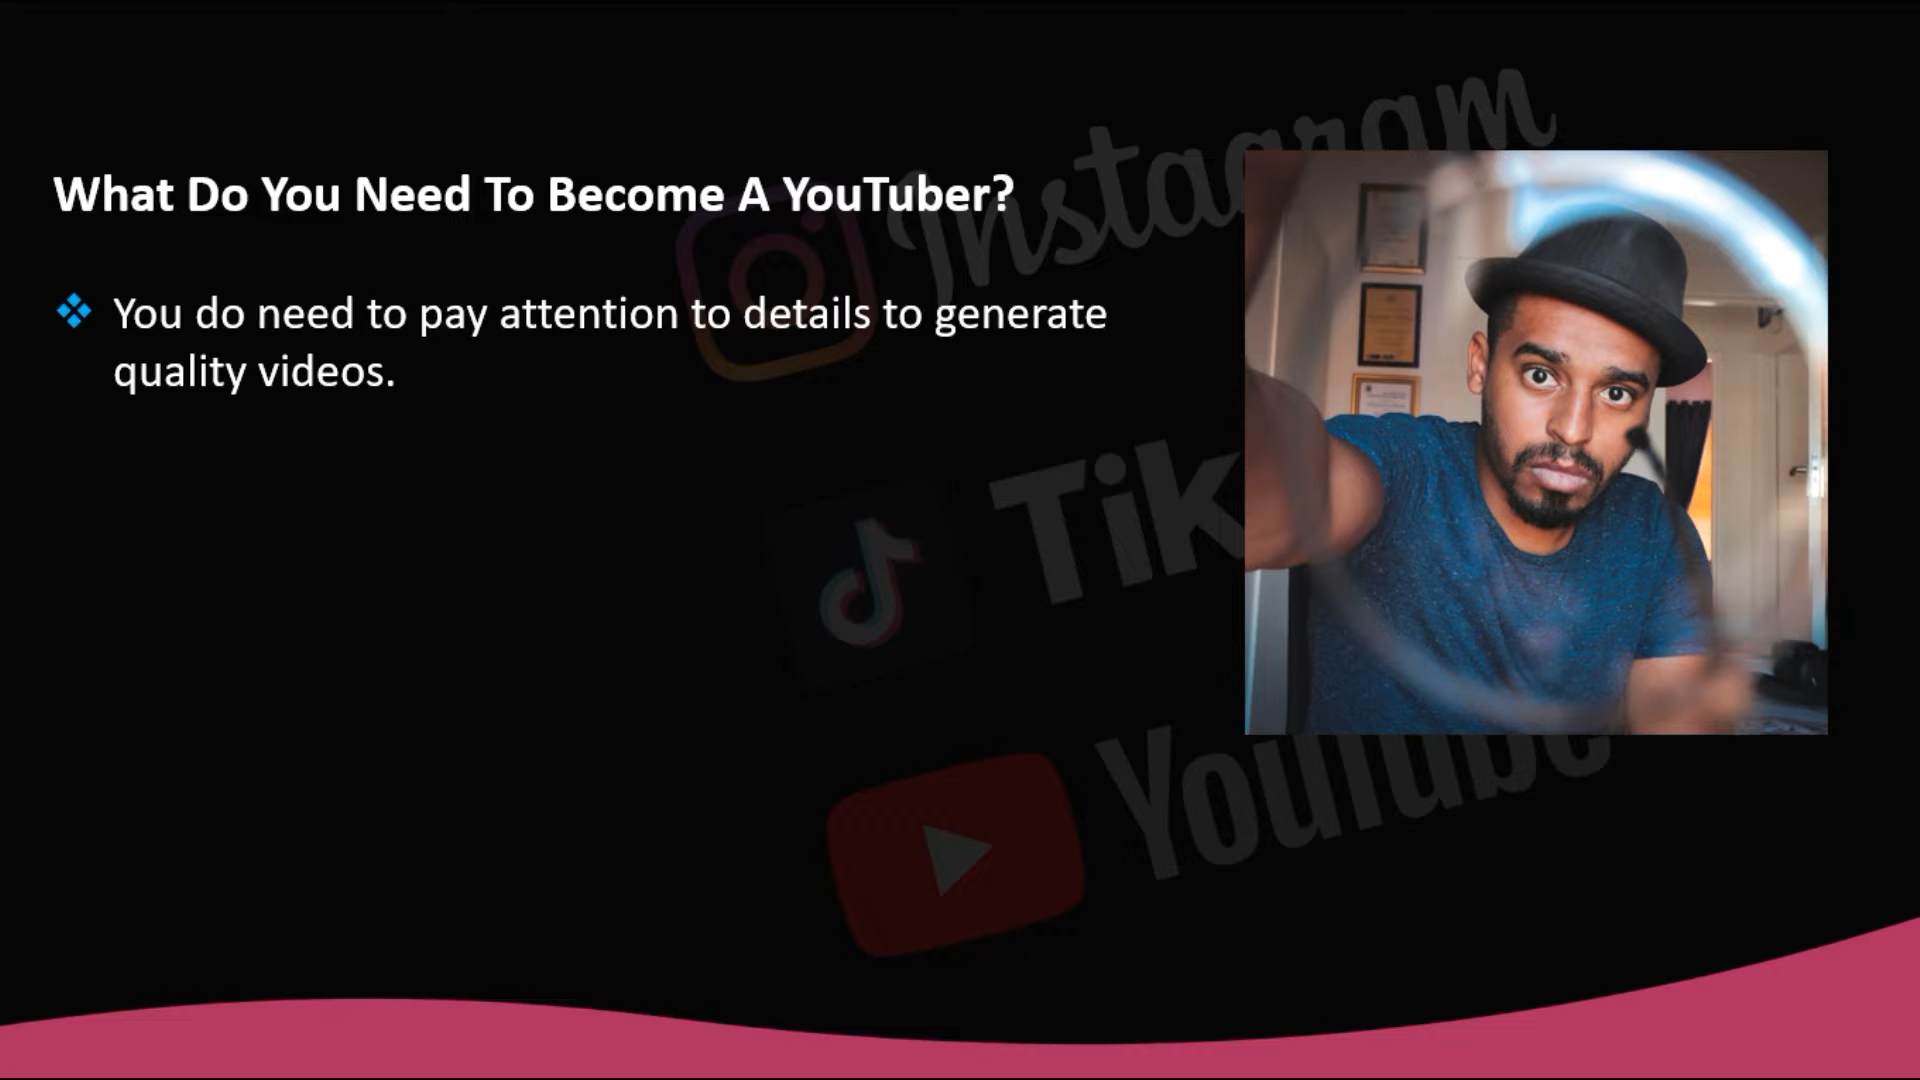 What Do You Need To Become A YouTuber?
You do need to pay attention to details to generate
quality videos.
Instagram
Tik
YouTube